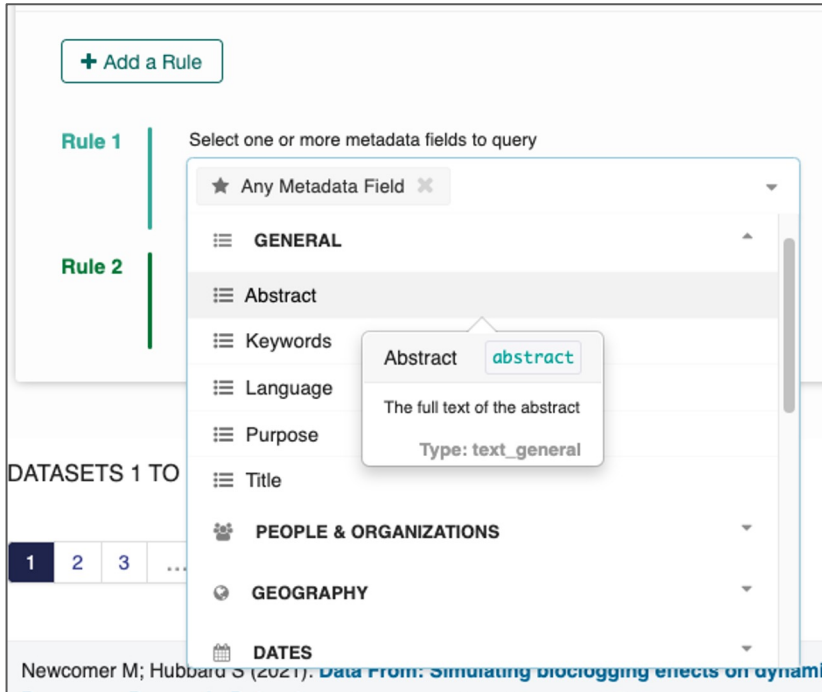 + Add a Rule
Rule 1
Select one or more metadata fields to query
Any Metadata Field
GENERAL
Rule 2
Abstract
Keywords
Abstract abstract
Language
The full text of the abstract
Purpose
Type: text_general
DATASETS 1 TO
Title
PEOPLE & ORGANIZATIONS
1 2 3 ...
GEOGRAPHY
DATES
Newcomer M; Hubbard S (2021). Data From: Simulating bioclogging effects on dynami